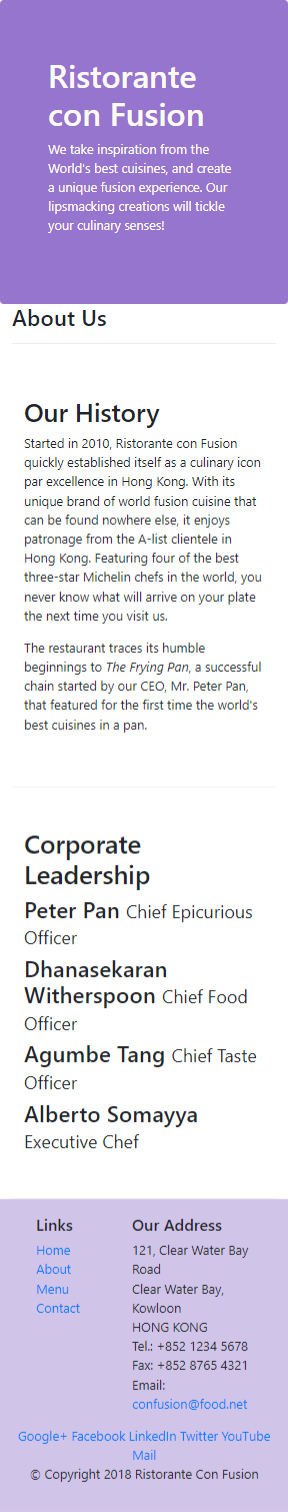 Ristorante
con Fusion
We take inspiration from the
World's best cuisines, and create
a unique fusion experience. Our
lipsmacking creations will tickle
your culinary senses!
About Us
Our History
Started in 2010, Ristorante con Fusion
quickly established itself as a culinary icon
par excellence in Hong Kong. With its
unique brand of world fusion cuisine that
can be found nowhere else, it enjoys
patronage from the A-list clientele in
Hong Kong. Featuring four of the best
three-star Michelin chefs in the world, you
never know what will arrive on your plate
the next time you visit us.
The restaurant traces its humble
beginnings to The Frying Pan, a successful
chain started by our CEO, Mr. Peter Pan,
that featured for the first time the world's
best cuisines in a pan.
Corporate
Leadership
Peter Pan Chief Epicurious
Officer
Dhanasekaran
Witherspoon Chief Food
Officer
Agumbe Tang Chief Taste
Officer
Alberto Somayya
Executive Chef
Links
Home
About
Menu
Contact
Our Address
121, Clear Water Bay
Road
Clear Water Bay,
Kowloon
HONG KONG
Tel.: +852 1234 5678
Fax: +852 8765 4321
Email:
confusion@food.net
Google+ Facebook LinkedIn Twitter YouTube
Mail
© Copyright 2018 Ristorante Con Fusion